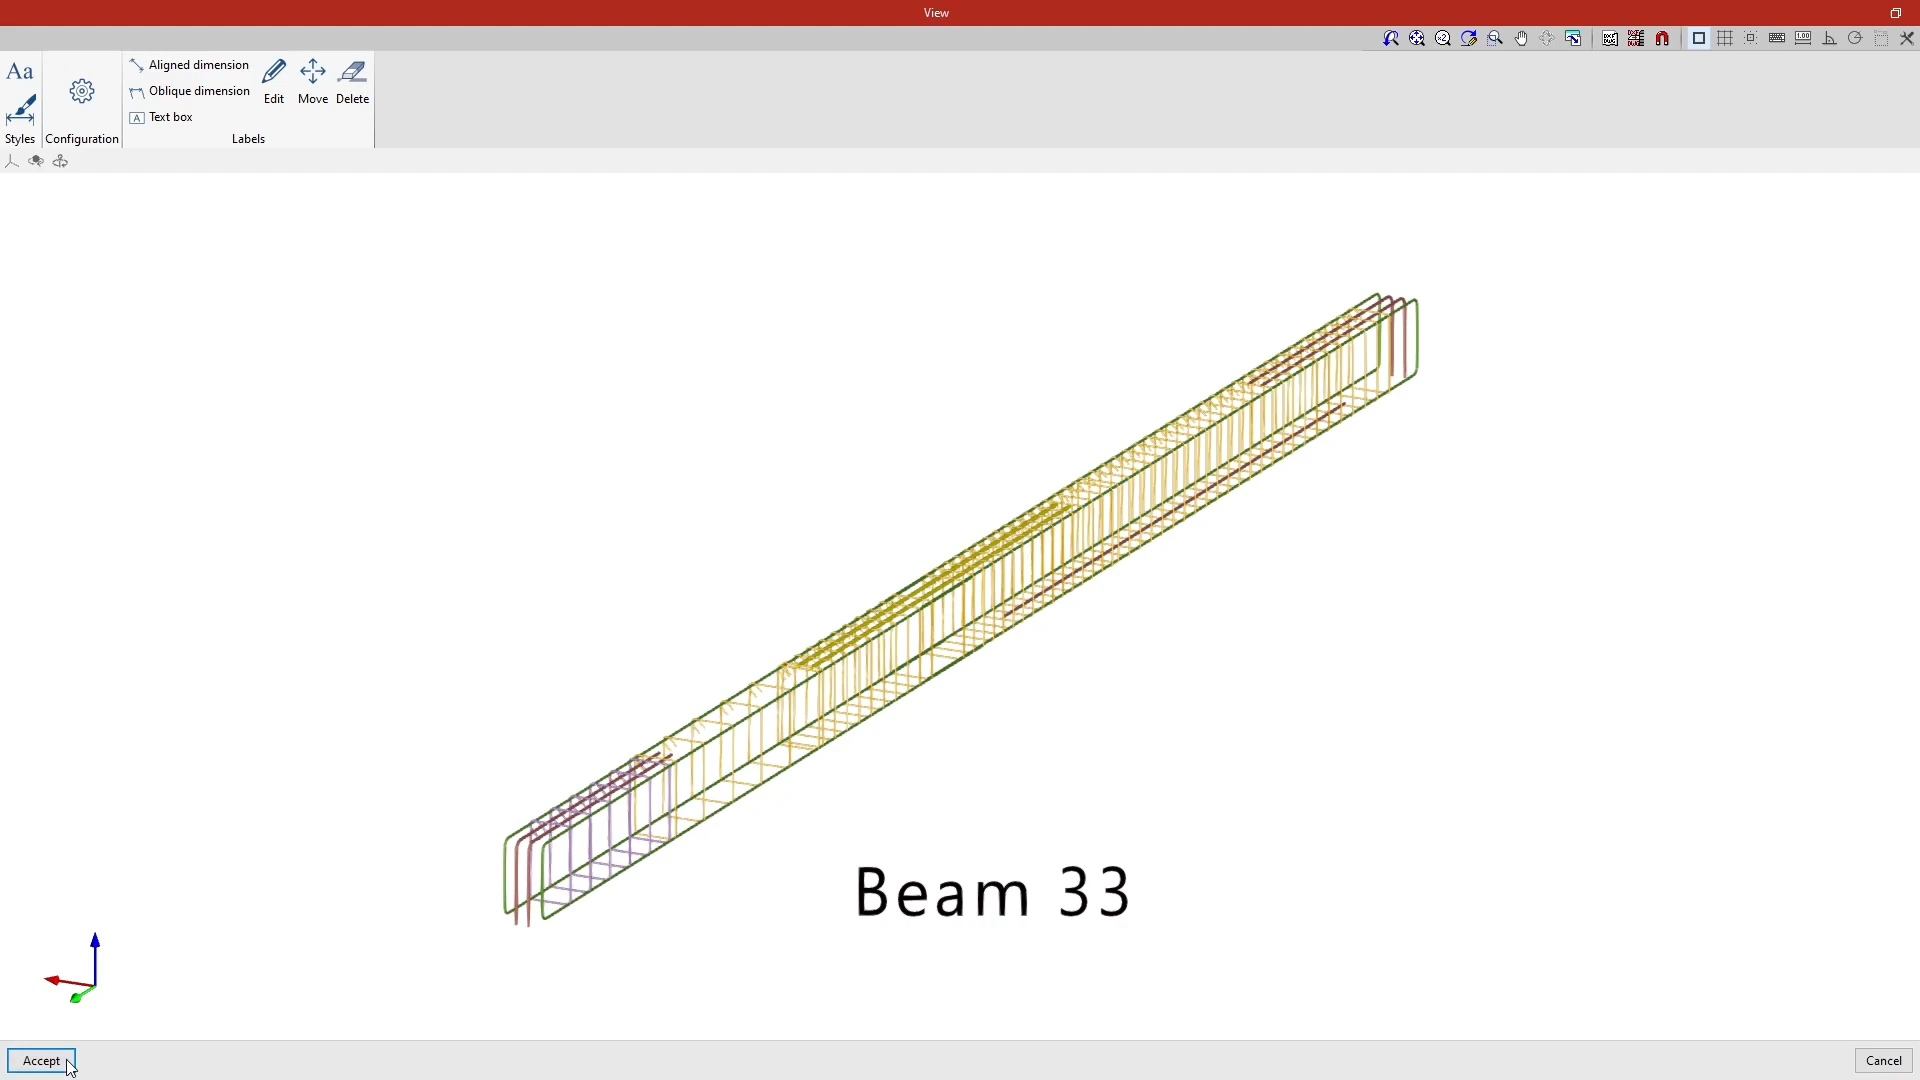 View
Aa
Styles
Configuration
Aligned dimension
Oblique dimension
A Text box
Edit
Move
Delete
Labels
Beam 33
Accept
Cancel